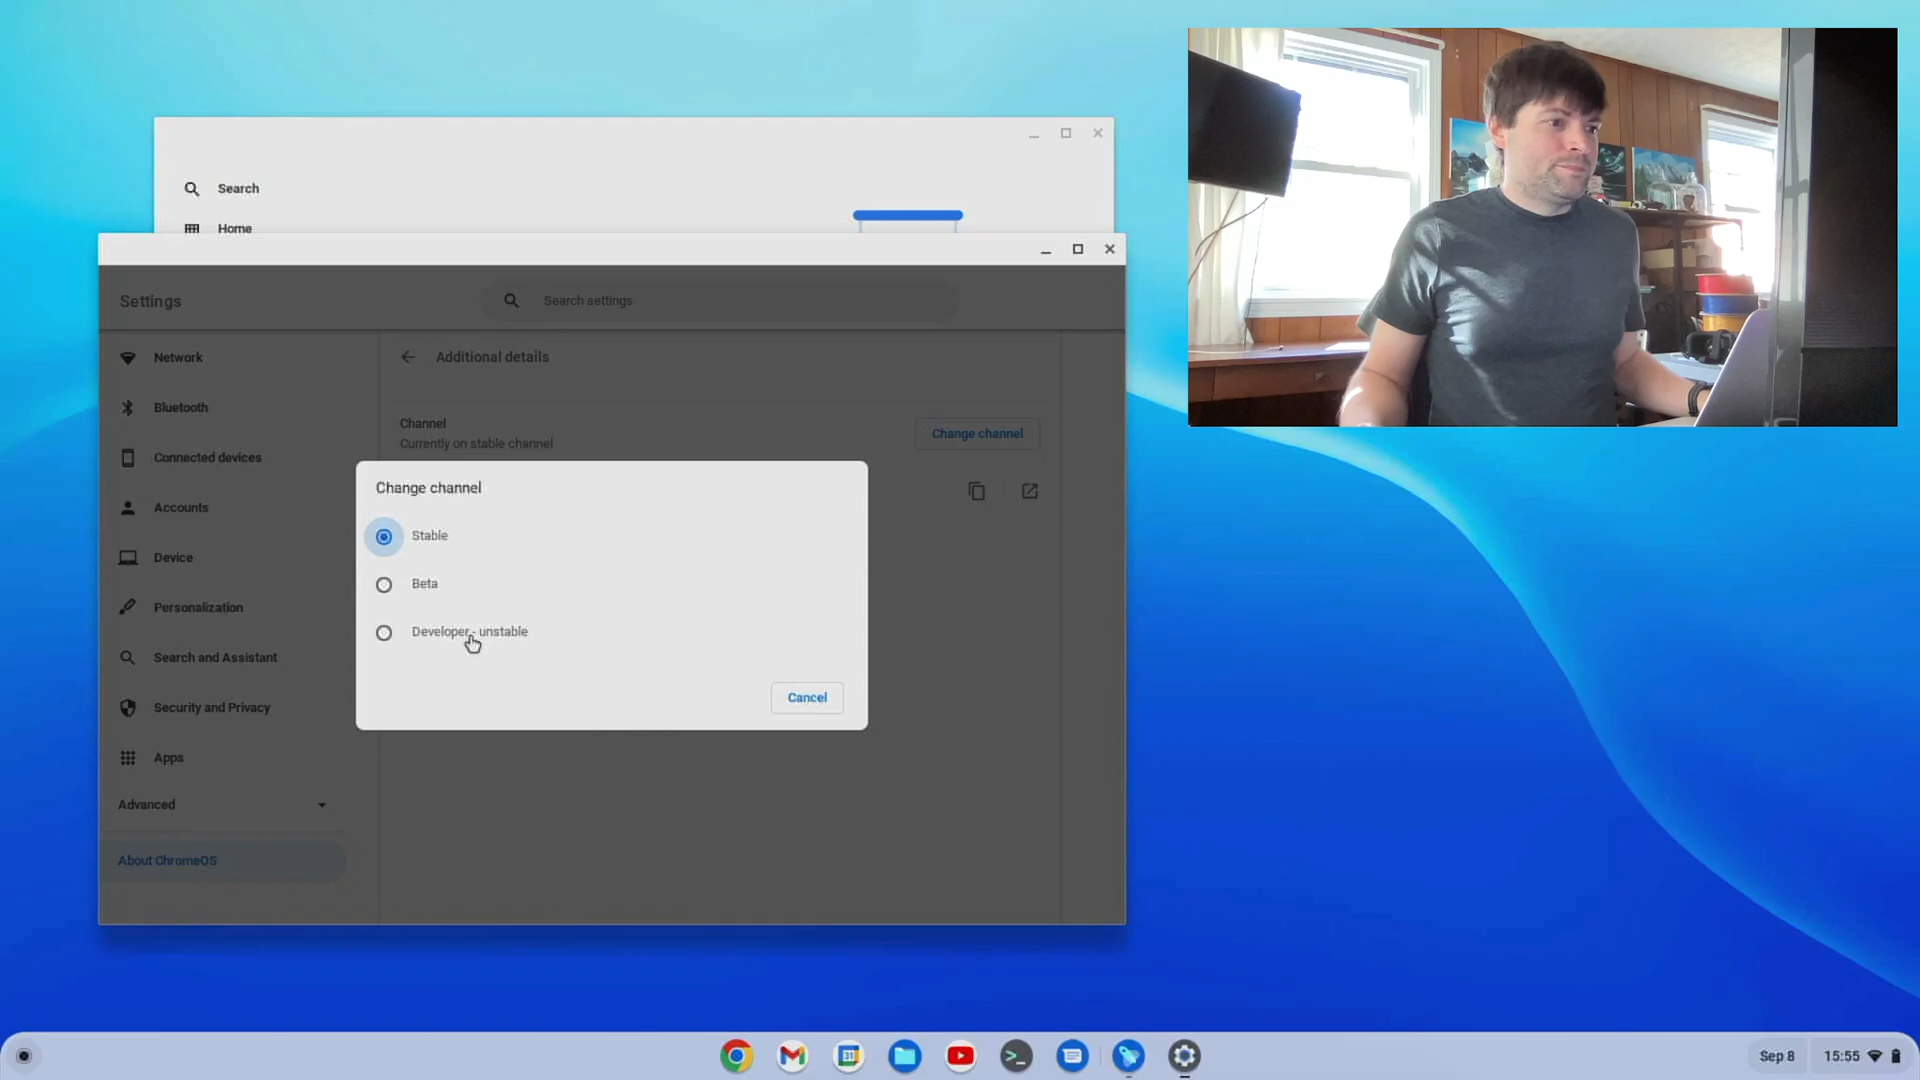 Search
Home
Settings
Search settings
Network
Additional details
Bluetooth
Channel
Currently on stable channel
Change channel
Connected devices
Accounts
Device
Personalization
Search and Assistant
Security and Privacy
Apps
Advanced
About ChromeOS
Change channel
Stable
Beta
Developer - unstable
Cancel
31
Sep 8
15:55